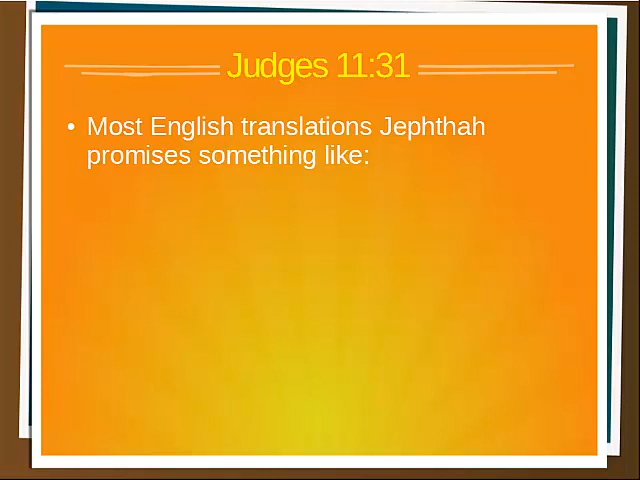 Judges 11:31
• Most English translations Jephthah
promises something like: